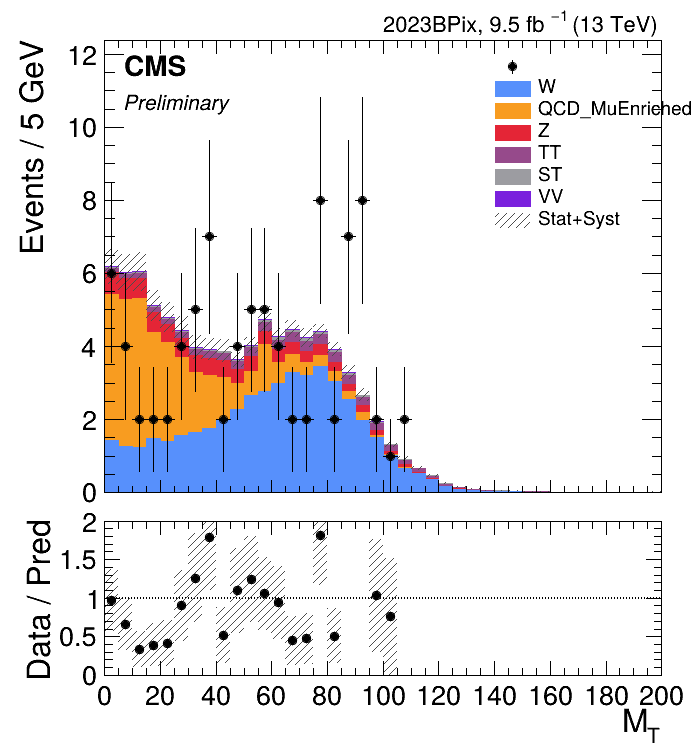 2023BPix, 9.5 fb ⁻¹ (13 TeV)
CMS
Preliminary
W
QCD_MuEnriehed
Z
TT
ST
VV
Stat+Syst
Events / 5 GeV
12
10
8
6
4
2
0
Data / Pred
2
1.5
1
0.5
0
0 20 40 60 80 100 120 140 160 180 200
M_T